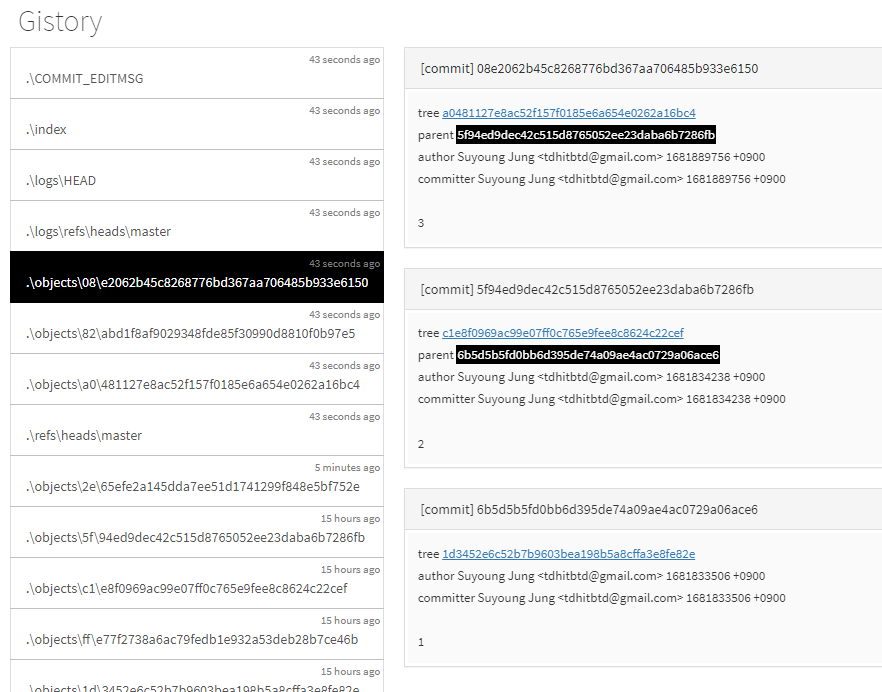 Gistory
43 seconds ago
.\COMMIT_EDITMSG
43 seconds ago
.\index
43 seconds ago
.\logs\HEAD
43 seconds ago
.\logs\refs\heads\master
43 seconds ago
.\objects\08\e2062b45c8268776bd367aa706485b933e6150
43 seconds ago
.\objects\82\abd1f8af9029348fde85f30990d8810f0b97e5
43 seconds ago
.\objects\a0\481127e8ac52f157f0185e6a654e0262a16bc4
43 seconds ago
.\refs\heads\master
5 minutes ago
.\objects\2e\65efe2a145dda7ee51d1741299f848e5bf752e
15 hours ago
.\objects\5f\94ed9dec42c515d8765052ee23daba6b7286fb
15 hours ago
.\objects\c1\e8f0969ac99e07ff0c765e9fee8c8624c22cef
15 hours ago
.\objects\ff\e77f2738a6ac79fedb1e932a53deb28b7ce46b
15 hours ago
.\objects\1d\3452e6c52b7b9603bea198b5a8cffa3e8fe82e
[commit] 08e2062b45c8268776bd367aa706485b933e6150
tree a0481127e8ac52f157f0185e6a654e0262a16bc4
parent 5f94ed9dec42c515d8765052ee23daba6b7286fb
author Suyoung Jung <tdhitbtd@gmail.com> 1681889756 +0900
committer Suyoung Jung <tdhitbtd@gmail.com> 1681889756 +0900
3
[commit] 5f94ed9dec42c515d8765052ee23daba6b7286fb
tree c1e8f0969ac99e07ff0c765e9fee8c8624c22cef
parent 6b5d5b5fd0bb6d395de74a09ae4ac0729a06ace6
author Suyoung Jung <tdhitbtd@gmail.com> 1681834238 +0900
committer Suyoung Jung <tdhitbtd@gmail.com> 1681834238 +0900
2
[commit] 6b5d5b5fd0bb6d395de74a09ae4ac0729a06ace6
tree 1d3452e6c52b7b9603bea198b5a8cffa3e8fe82e
author Suyoung Jung <tdhitbtd@gmail.com> 1681833506 +0900
committer Suyoung Jung <tdhitbtd@gmail.com> 1681833506 +0900
1